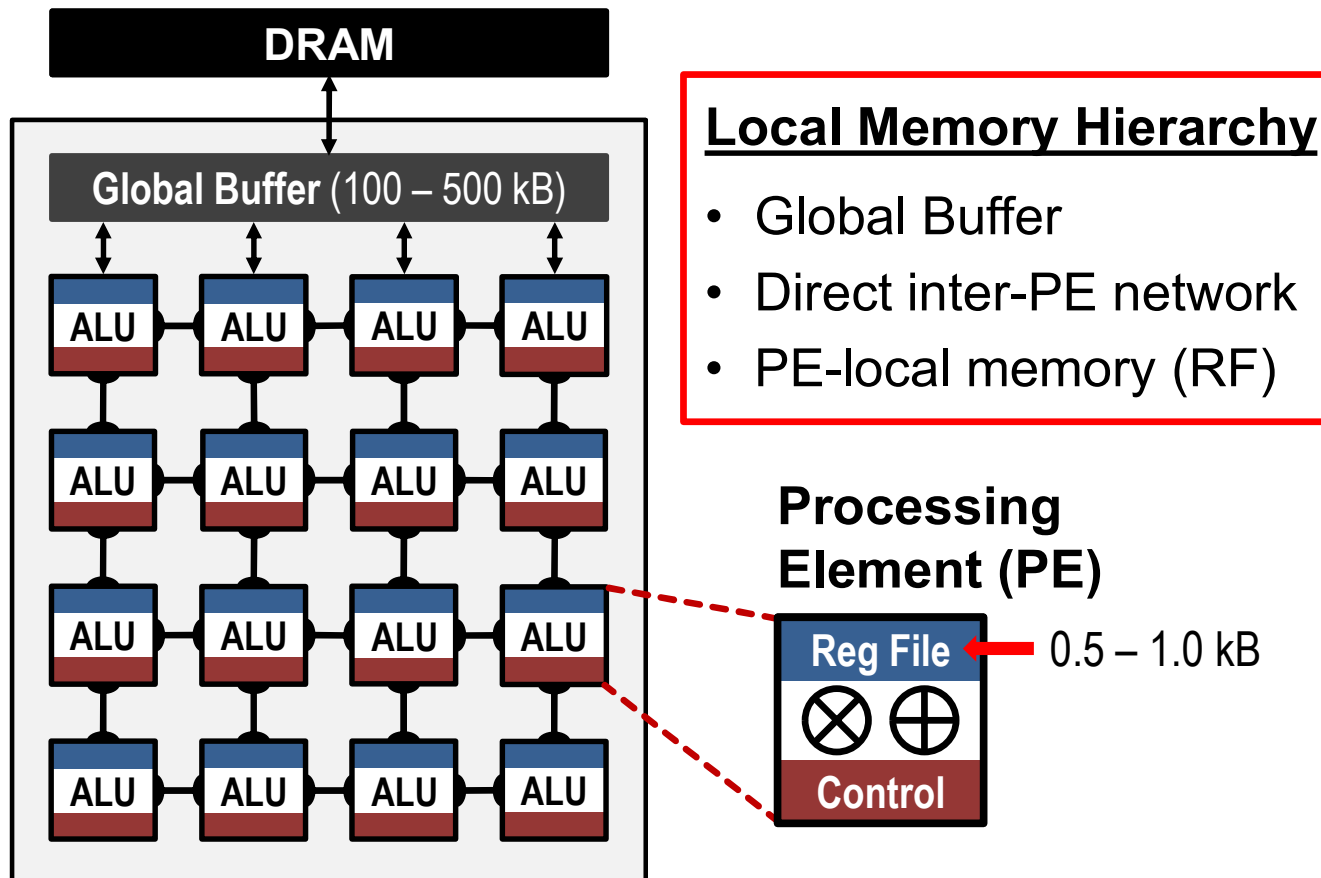 DRAM
Global Buffer (100 – 500 kB)
ALU ALU ALU ALU
ALU ALU ALU ALU
ALU ALU ALU ALU
ALU ALU ALU ALU
Local Memory Hierarchy
• Global Buffer
• Direct inter-PE network
• PE-local memory (RF)
Processing
Element (PE)
Reg File
0.5 – 1.0 kB
Control